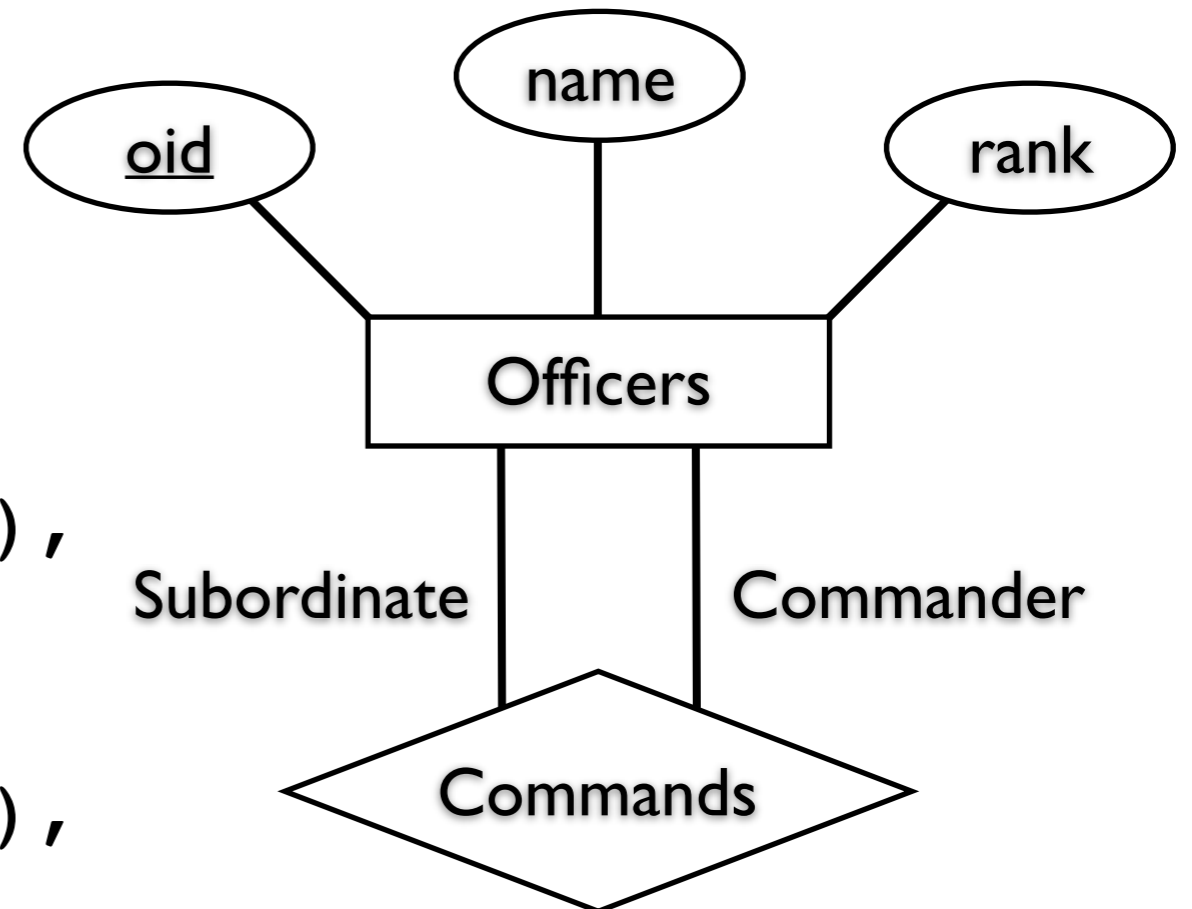 name
oid
rank
Officers
),
Subordinate
Commander
Commands
),